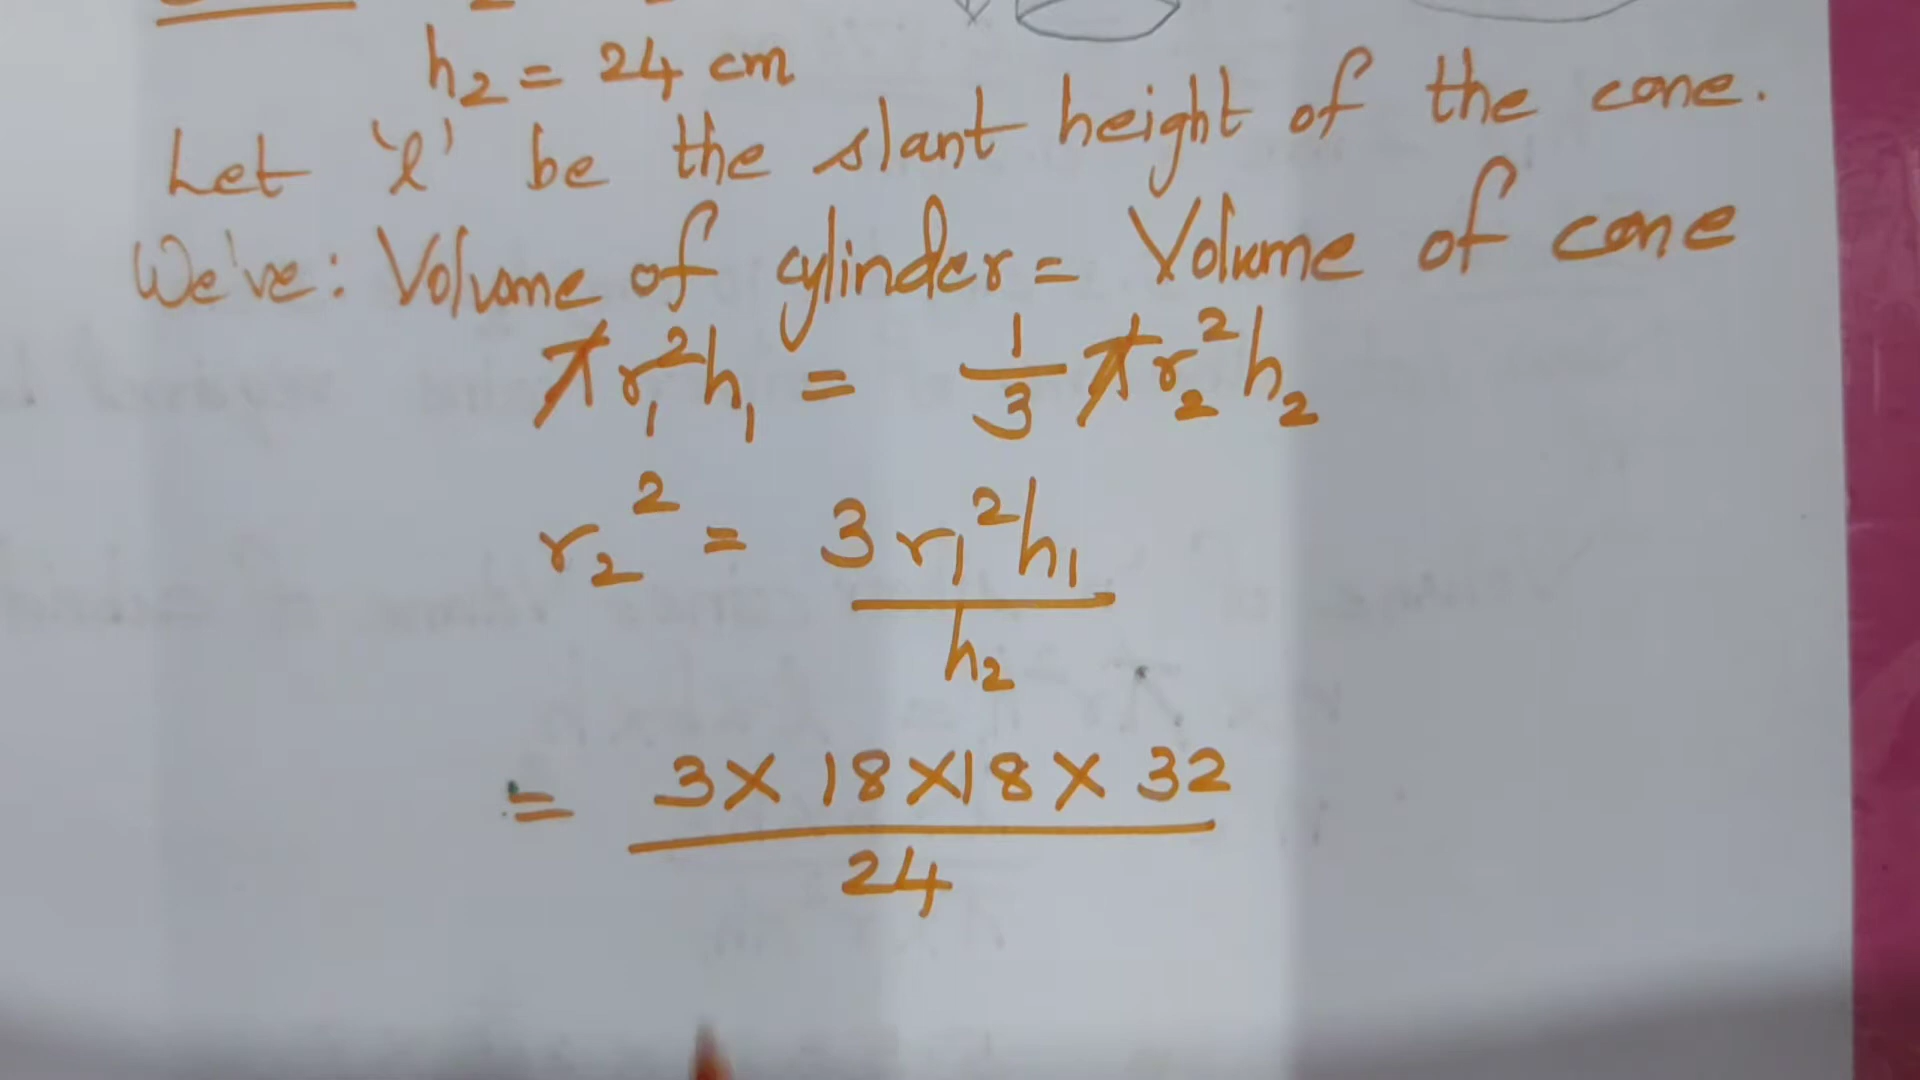 h₂ = 24 cm
Let 'l' be the slant height of the cone.
We've: Volume of cylinder = Volume of cone
πr₁²h₁ = 1/3 πr₂²h₂
r₂² = 3r₁²h₁/h₂
= 3×18×18×32/24